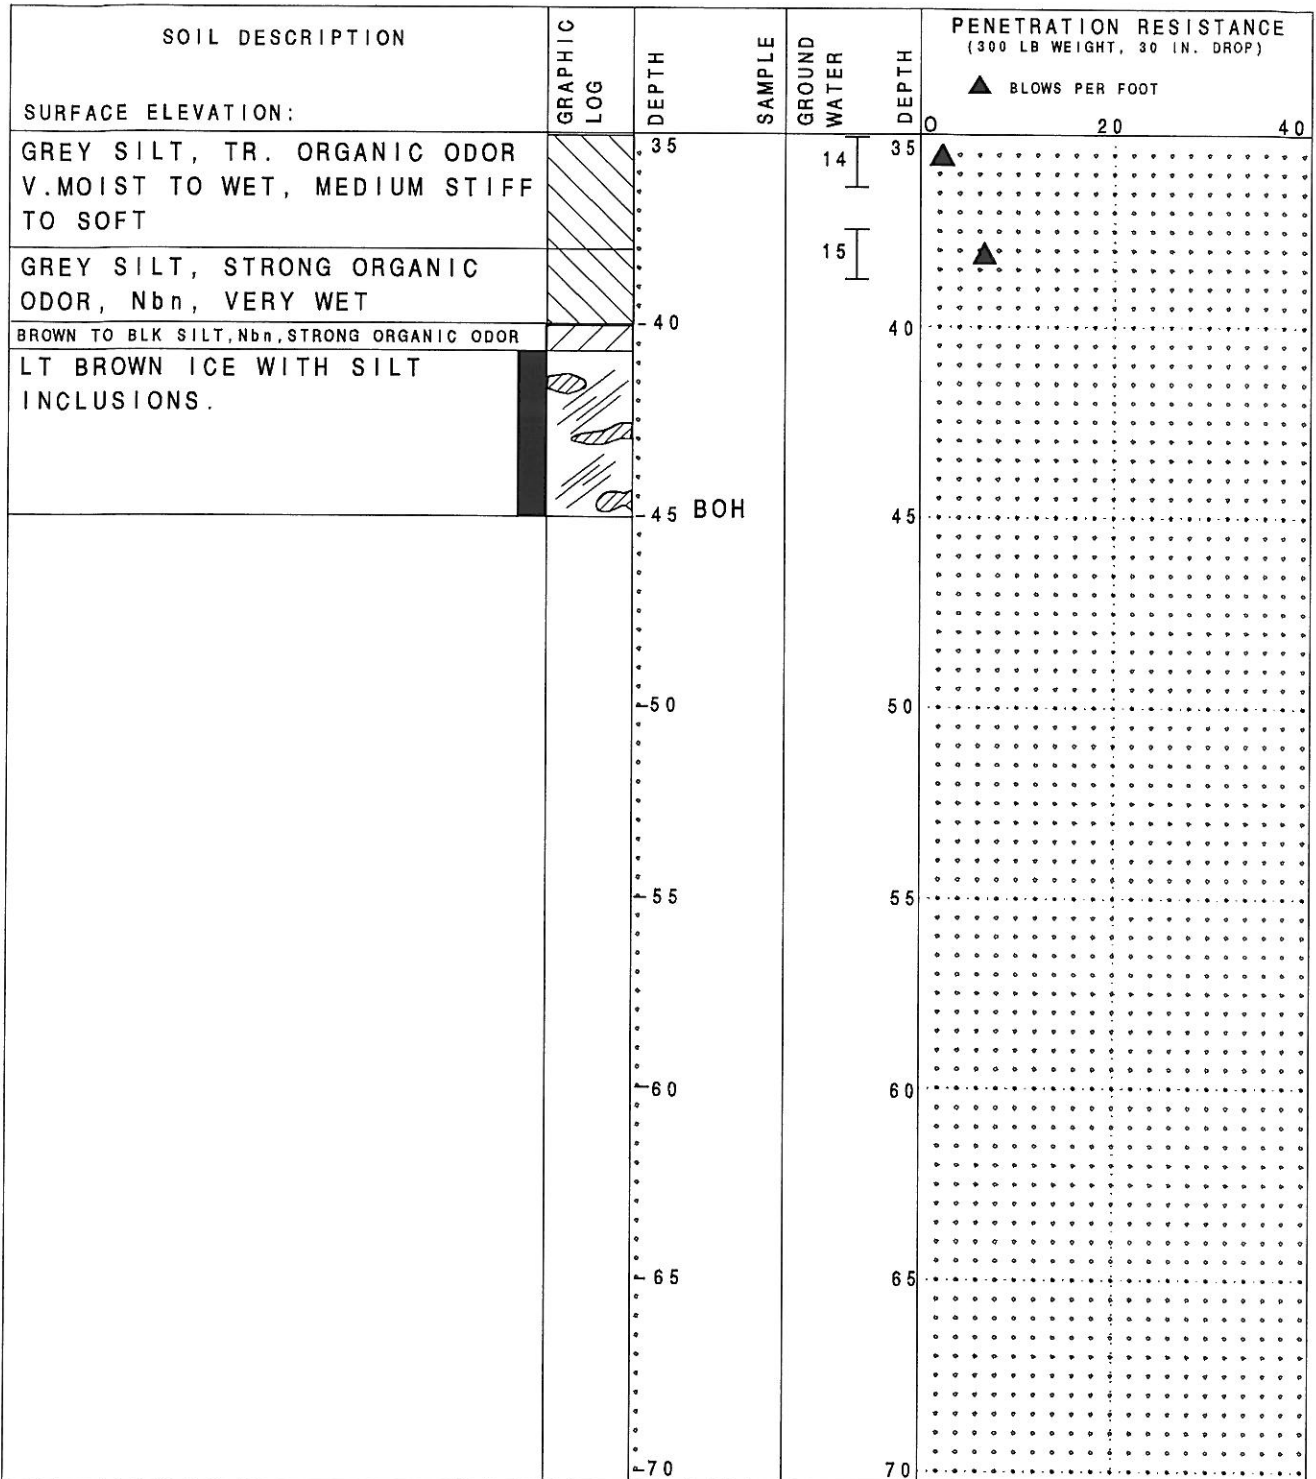 SOIL DESCRIPTION
SURFACE ELEVATION:
GRAPHIC
LOG
DEPTH
SAMPLE
GROUND
WATER
DEPTH
PENETRATION RESISTANCE
(300 LB WEIGHT, 30 IN. DROP)
BLOWS PER FOOT
0 20 40
GREY SILT, TR. ORGANIC ODOR
V.MOIST TO WET, MEDIUM STIFF
TO SOFT
GREY SILT, STRONG ORGANIC
ODOR, Nbn, VERY WET
BROWN TO BLK SILT,Nbn,STRONG ORGANIC ODOR
LT BROWN ICE WITH SILT
INCLUSIONS.
35
40
45 BOH
50
55
60
65
70
14
15
35
40
45
50
55
60
65
70